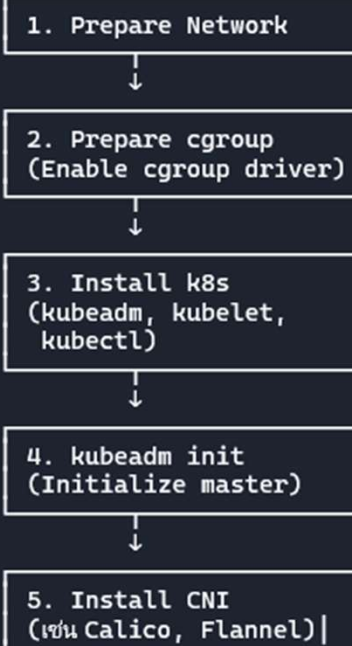 1. Prepare Network
2. Prepare cgroup
(Enable cgroup driver)
3. Install k8s
(kubeadm, kubelet,
kubectl)
4. kubeadm init
(Initialize master)
5. Install CNI
(เช่น Calico, Flannel)